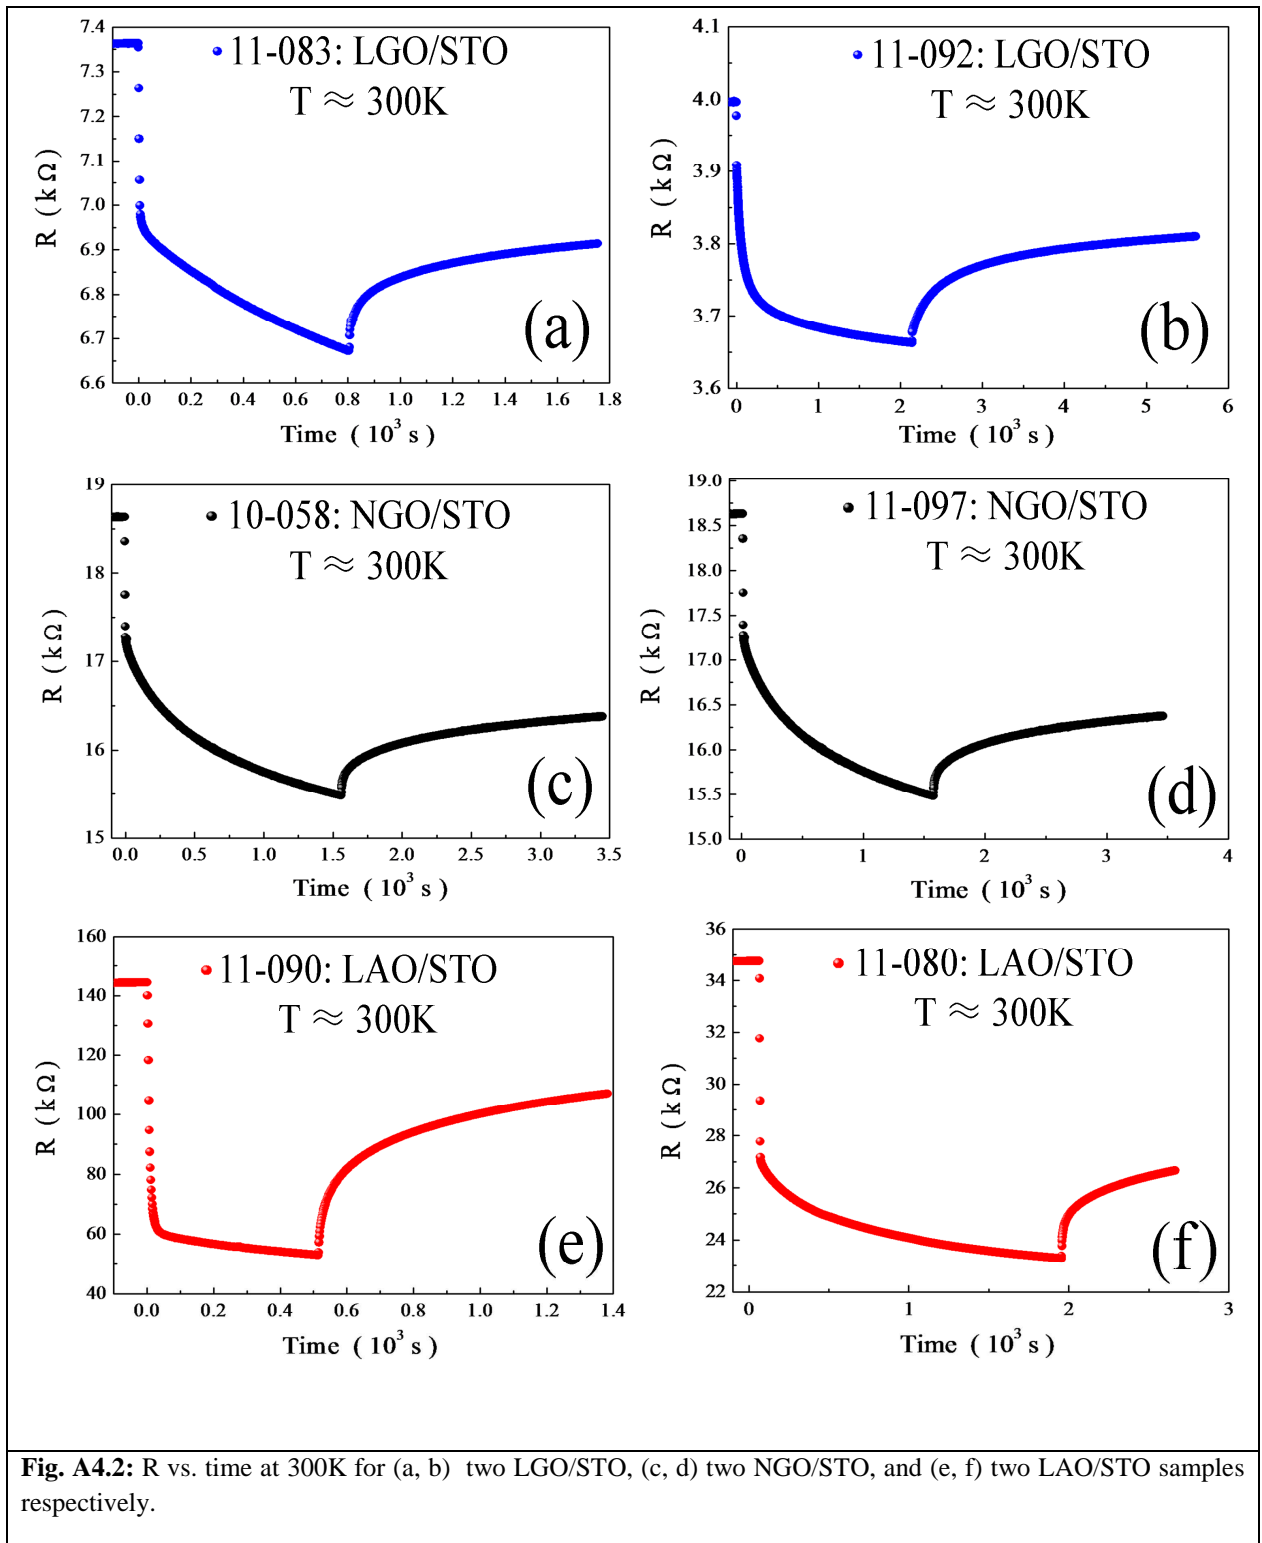 7.4
7.3
7.2
7.1
7.0
6.9
6.8
6.7
6.6
R ( k Ω )
11-083: LGO/STO
T ≈ 300K
(a)
0.0 0.2 0.4 0.6 0.8 1.0 1.2 1.4 1.6 1.8
Time ( 10³ s )
4.1
4.0
3.9
3.8
3.7
3.6
R ( k Ω )
11-092: LGO/STO
T ≈ 300K
(b)
0 1 2 3 4 5 6
Time ( 10³ s )
19
18
17
16
15
R ( k Ω )
10-058: NGO/STO
T ≈ 300K
(c)
0.0 0.5 1.0 1.5 2.0 2.5 3.0 3.5
Time ( 10³ s )
19.0
18.5
18.0
17.5
17.0
16.5
16.0
15.5
15.0
R ( k Ω )
11-097: NGO/STO
T ≈ 300K
(d)
0 1 2 3 4
Time ( 10³ s )
160
140
120
100
80
60
40
R ( k Ω )
11-090: LAO/STO
T ≈ 300K
(e)
0.0 0.2 0.4 0.6 0.8 1.0 1.2 1.4
Time ( 10³ s )
36
34
32
30
28
26
24
22
R ( k Ω )
11-080: LAO/STO
T ≈ 300K
(f)
0 1 2 3
Time ( 10³ s )
Fig. A4.2: R vs. time at 300K for (a, b) two LGO/STO, (c, d) two NGO/STO, and (e, f) two LAO/STO samples
respectively.